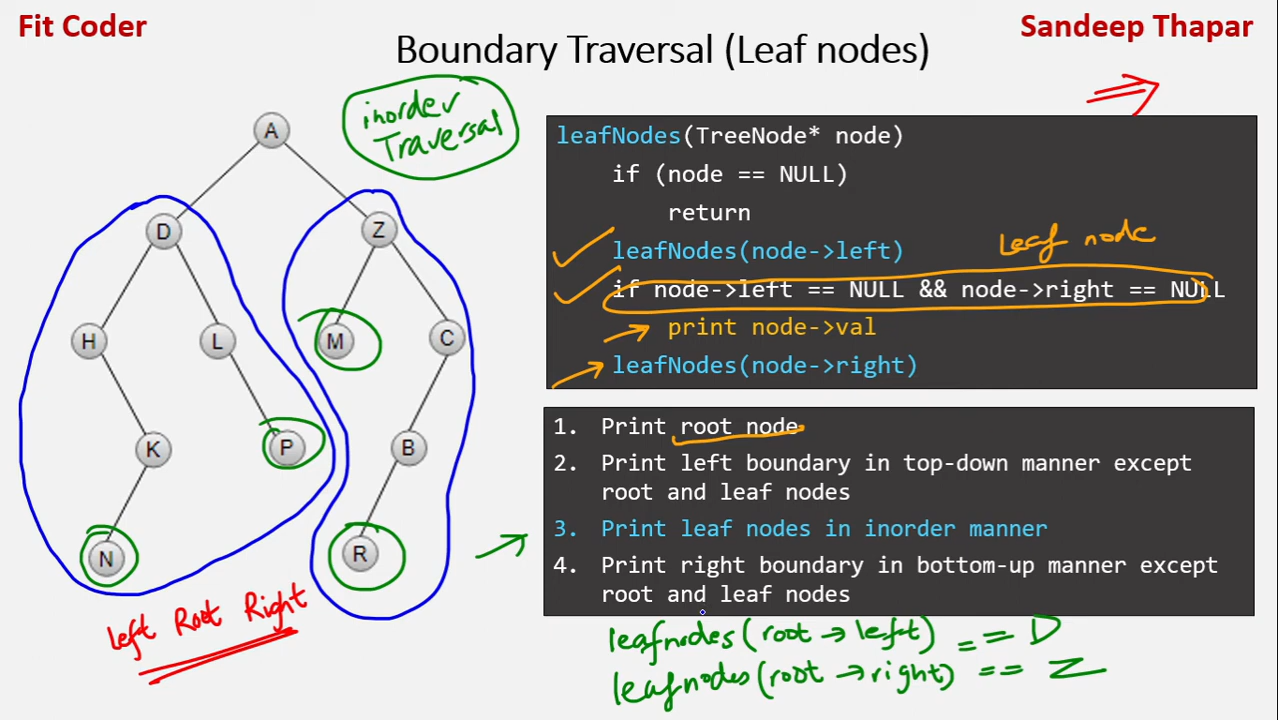 Fit Coder
Sandeep Thapar
Boundary Traversal (Leaf nodes)
inorder
Traversal
A
D
Z
H
L
M
C
K
P
B
N
R
left Root Right
leafNodes(TreeNode* node)
if (node == NULL)
return
leafNodes(node->left)
Leaf node
if node->left == NULL && node->right == NULL
print node->val
leafNodes(node->right)
1. Print root node
2. Print left boundary in top-down manner except
root and leaf nodes
3. Print leaf nodes in inorder manner
4. Print right boundary in bottom-up manner except
root and leaf nodes
leafnodes(root → left) == D
leafnodes(root → right) == Z